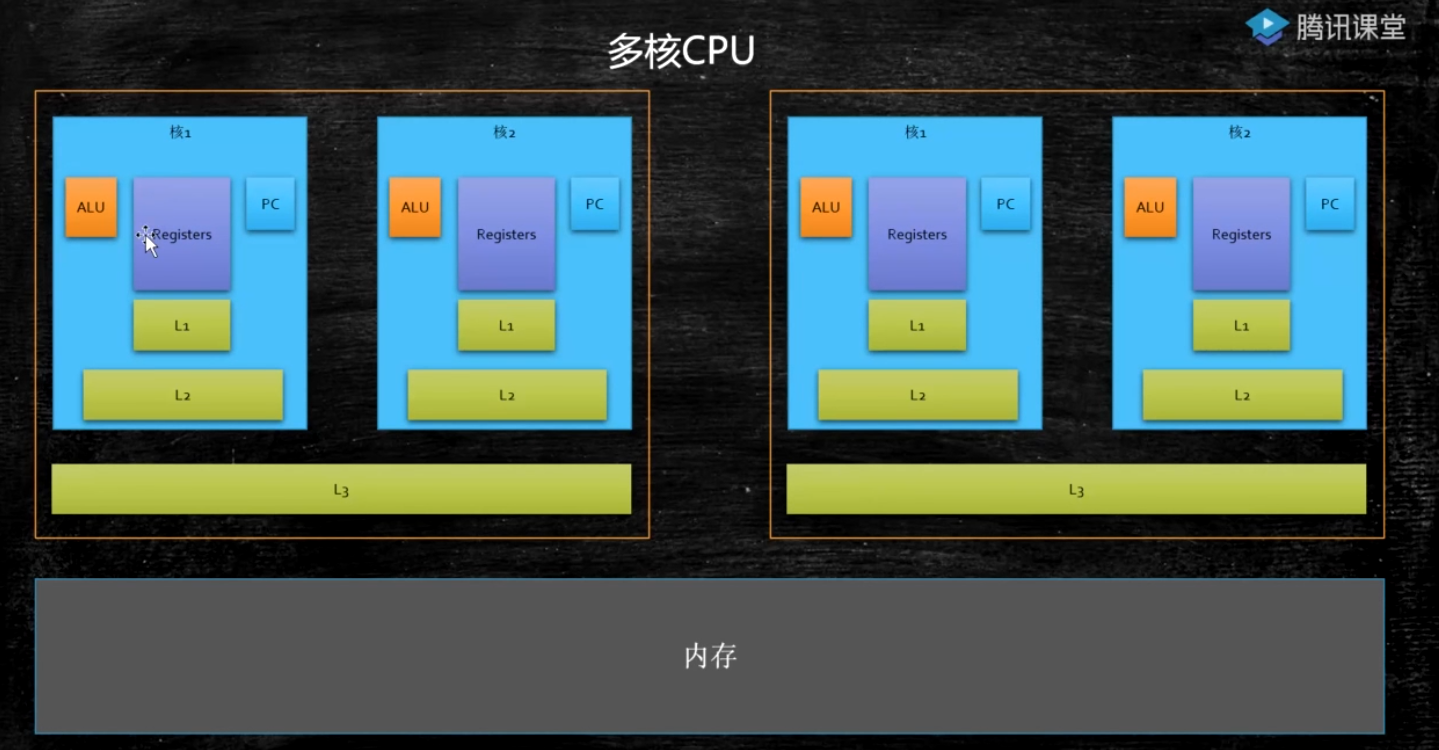 腾讯课堂
多核CPU
核1
ALU
Registers
PC
L1
L2
核2
ALU
Registers
PC
L1
L2
L3
核1
ALU
Registers
PC
L1
L2
核2
ALU
Registers
PC
L1
L2
L3
内存